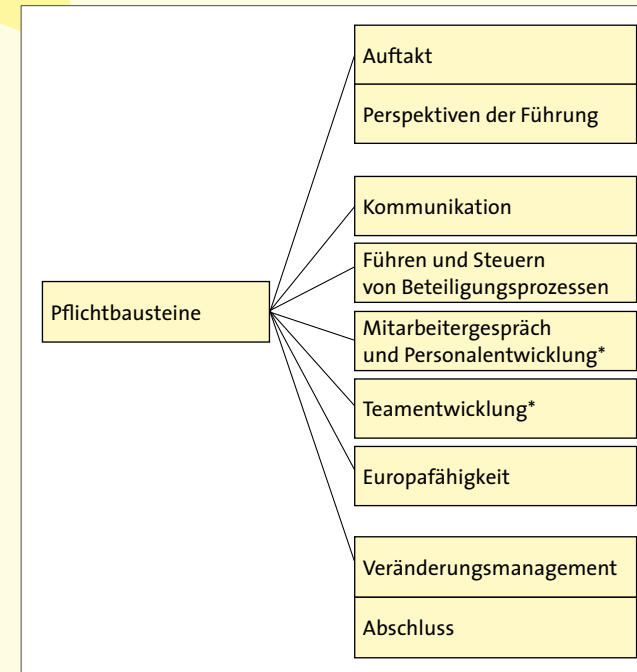 Auftakt
Perspektiven der Führung
Kommunikation
Führen und Steuern
von Beteiligungsprozessen
Pflichtbausteine
Mitarbeitergespräch
und Personalentwicklung*
Teamentwicklung*
Europafähigkeit
Veränderungsmanagement
Abschluss